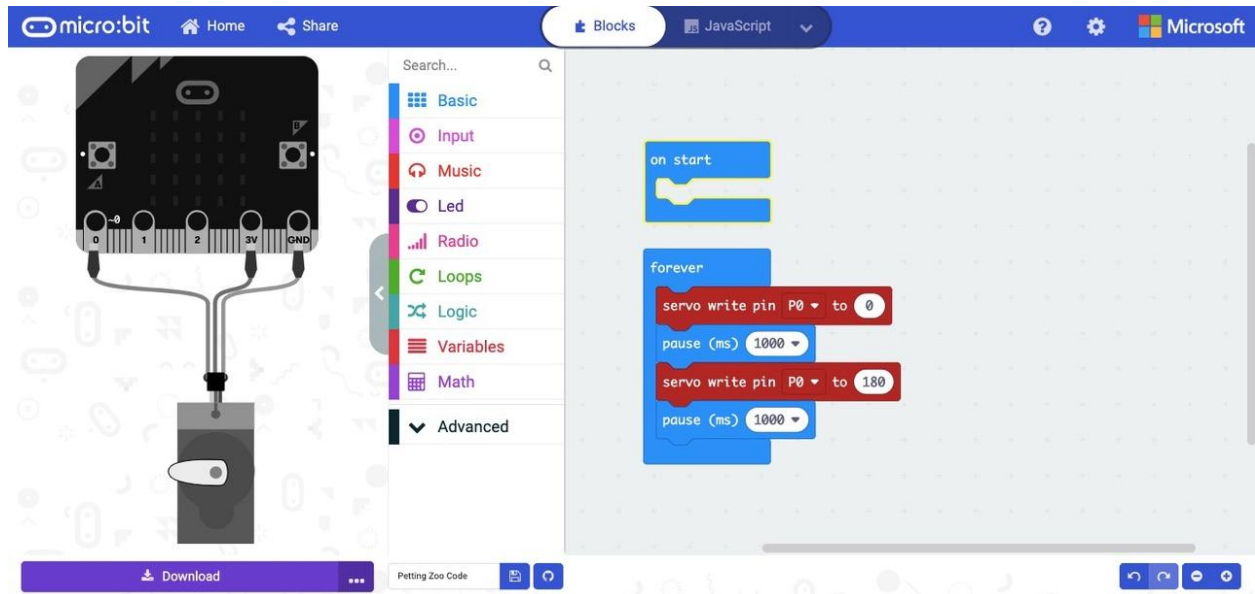 micro:bit Home Share Blocks JavaScript Microsoft
Search...
Basic
Input
Music
Led
Radio
Loops
Logic
Variables
Math
Advanced
A
B
~0
0 1 2 3V GND
on start
forever
servo write pin P0 to 0
pause (ms) 1000
servo write pin P0 to 180
pause (ms) 1000
Download ... Petting Zoo Code